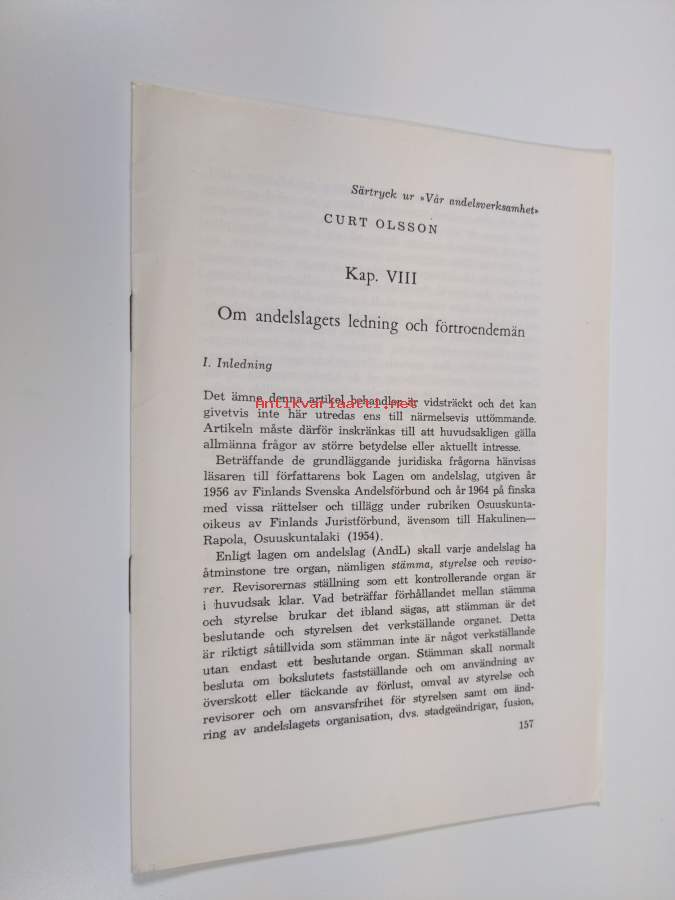 Särtryck ur »Vår andelsverksamhet»
CURT OLSSON
Kap. VIII
Om andelslagets ledning och förtroendemän
I. Inledning
Det ämne denna artikel behandlar är vidsträckt och det kan
Antikvariaatti.net
givetvis inte här utredas ens till närmelsevis uttömmande.
Artikeln måste därför inskränkas till att huvudsakligen gälla
allmänna frågor av större betydelse eller aktuellt intresse.
Beträffande de grundläggande juridiska frågorna hänvisas
läsaren till författarens bok Lagen om andelslag, utgiven år
1956 av Finlands Svenska Andelsförbund och år 1964 på finska
med vissa rättelser och tillägg under rubriken Osuuskunta-
oikeus av Finlands Juristförbund, ävensom till Hakulinen—
Rapola, Osuuskuntalaki (1954).
Enligt lagen om andelslag (AndL) skall varje andelslag ha
åtminstone tre organ, nämligen stämma, styrelse och reviso-
rer. Revisorernas ställning som ett kontrollerande organ är
i huvudsak klar. Vad beträffar förhållandet mellan stämma
och styrelse brukar det ibland sägas, att stämman är det
beslutande och styrelsen det verkställande organet. Detta
är riktigt såtillvida som stämman inte är något verkställande
utan endast ett beslutande organ. Stämman skall normalt
besluta om bokslutets fastställande och om användning av
överskott eller täckande av förlust, omval av styrelse och
revisorer och om ansvarsfrihet för styrelsen samt om änd-
ring av andelslagets organisation, dvs. stadgeändrigar, fusion,
157